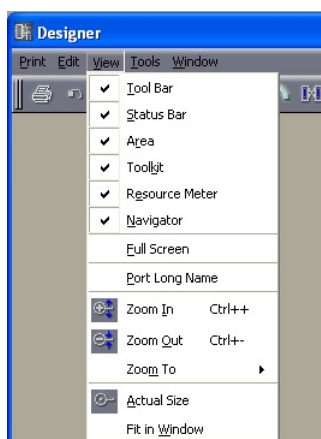 Designer
Print Edit View Tools Window
Tool Bar
Status Bar
Area
Toolkit
Resource Meter
Navigator
Full Screen
Port Long Name
Zoom In Ctrl++
Zoom Out Ctrl+-
Zoom To
Actual Size
Fit in Window